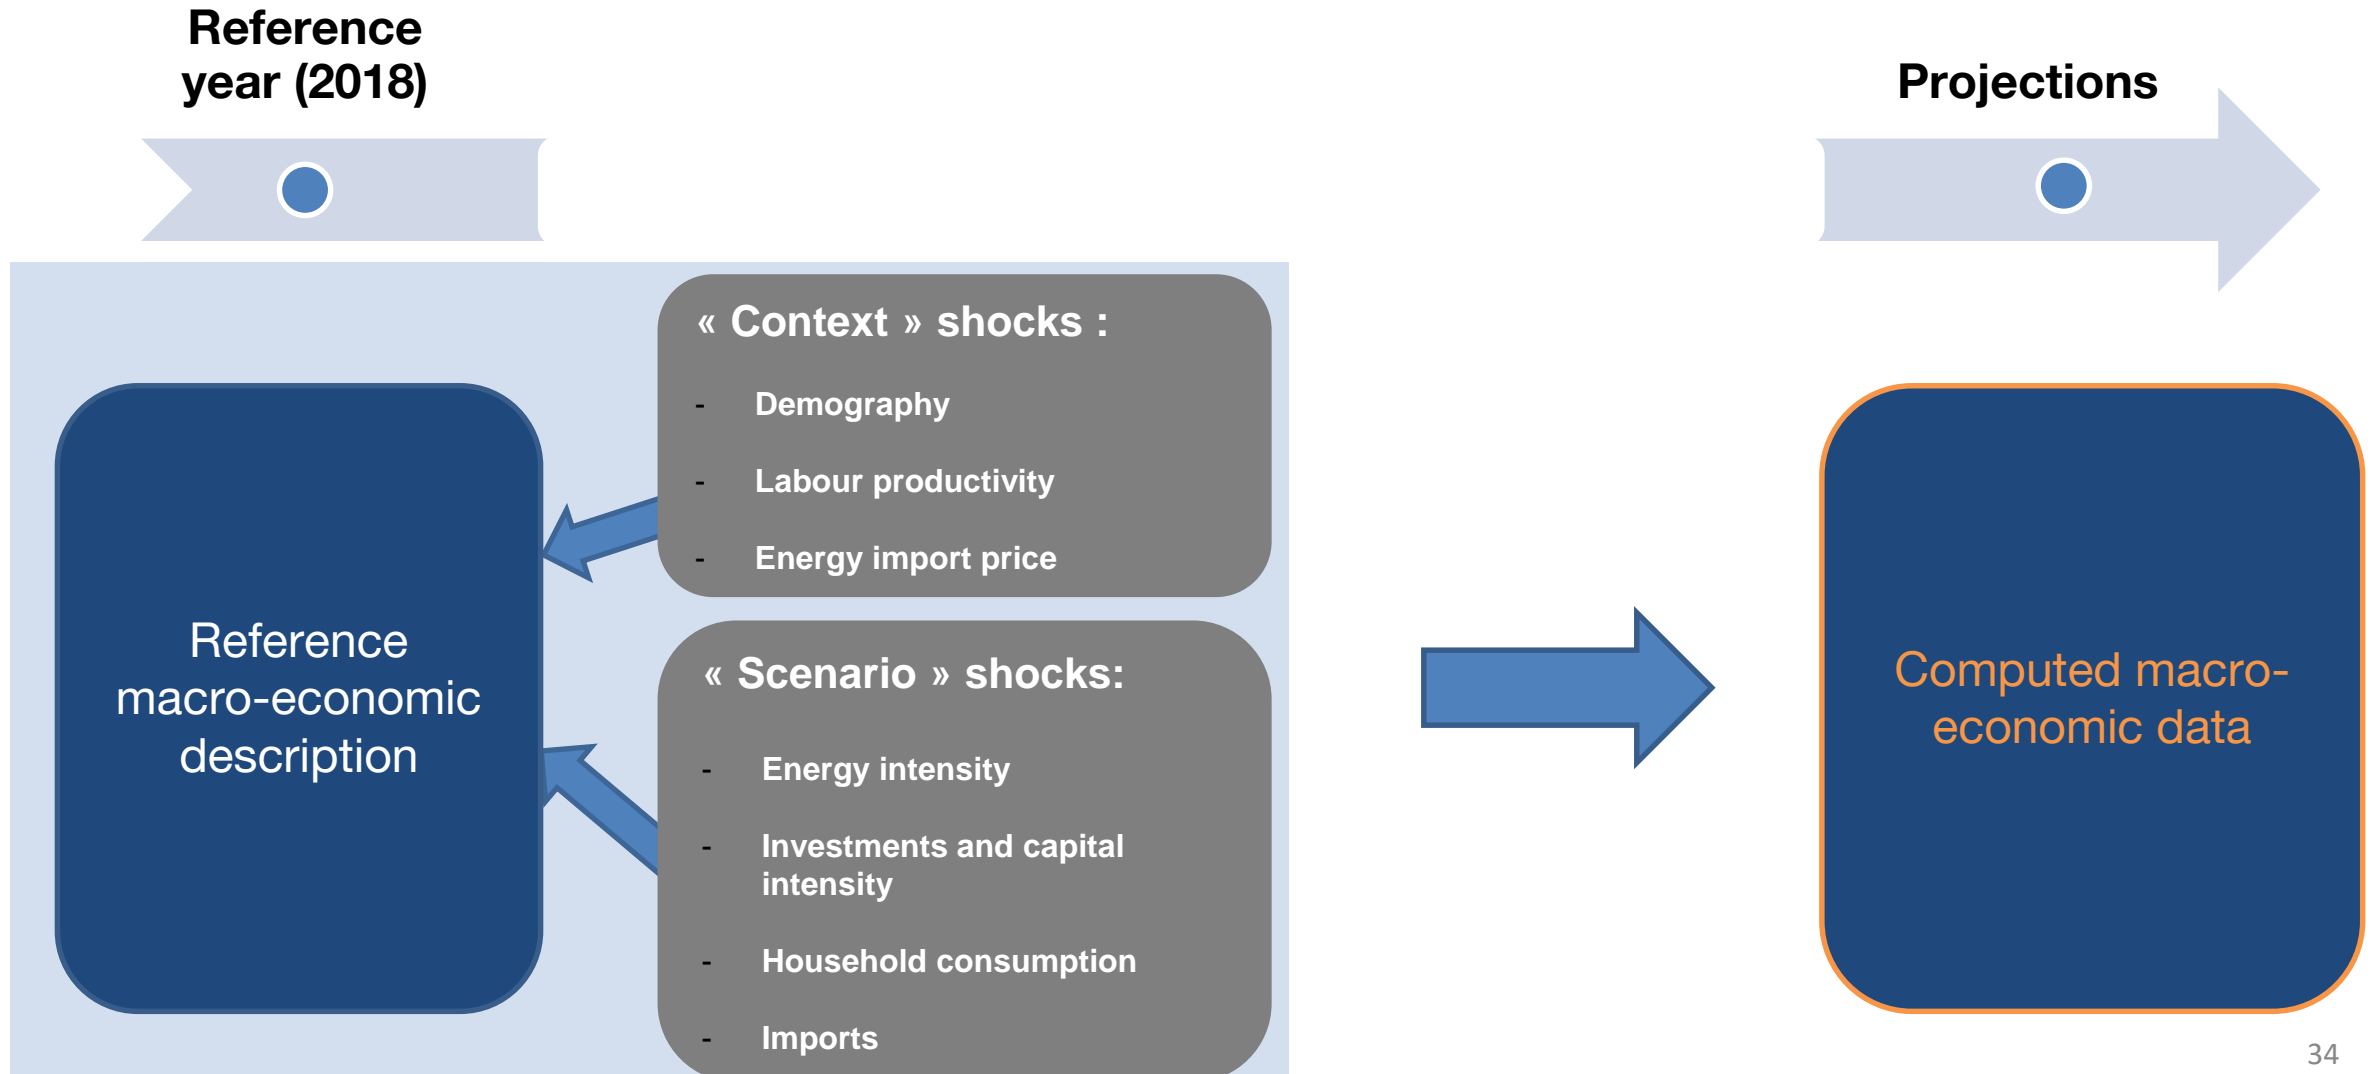 Reference
year (2018)
Projections
« Context » shocks :
- Demography
- Labour productivity
- Energy import price
Reference
macro-economic
description
« Scenario » shocks:
- Energy intensity
- Investments and capital
intensity
- Household consumption
- Imports
Computed macro-
economic data
34